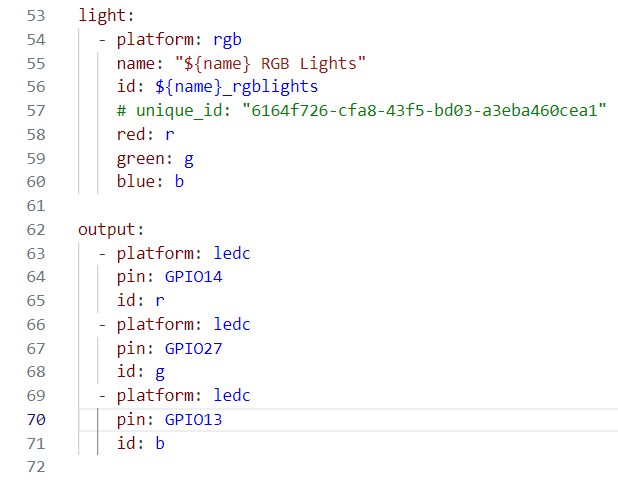 53 light:
54 - platform: rgb
55 name: "${name} RGB Lights"
56 id: ${name}_rgblights
57 # unique_id: "6164f726-cfa8-43f5-bd03-a3eba460cea1"
58 red: r
59 green: g
60 blue: b
61
62 output:
63 - platform: ledc
64 pin: GPIO14
65 id: r
66 - platform: ledc
67 pin: GPIO27
68 id: g
69 - platform: ledc
70 pin: GPIO13
71 id: b
72